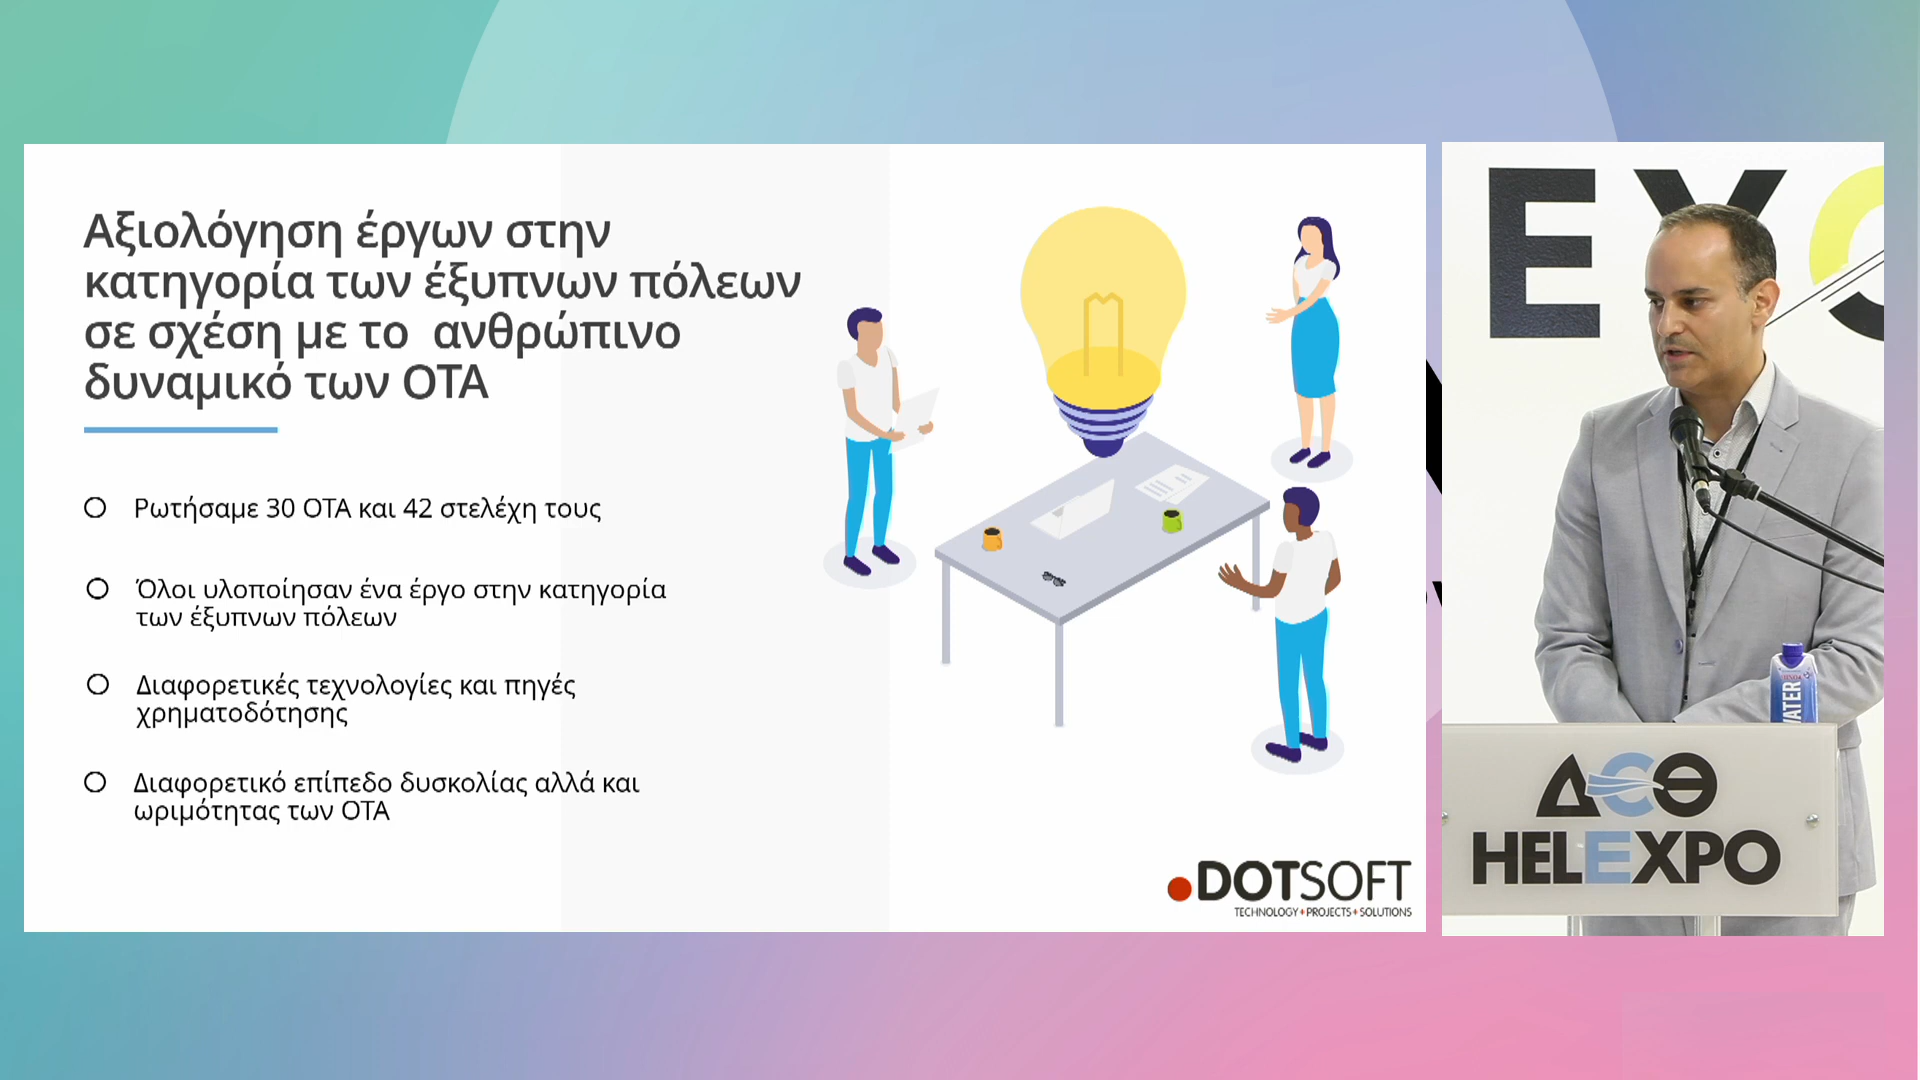 Αξιολόγηση έργων στην
κατηγορία των έξυπνων πόλεων
σε σχέση με το ανθρώπινο
δυναμικό των ΟΤΑ
Ρωτήσαμε 30 ΟΤΑ και 42 στελέχη τους
Όλοι υλοποίησαν ένα έργο στην κατηγορία
των έξυπνων πόλεων
Διαφορετικές τεχνολογίες και πηγές
χρηματοδότησης
Διαφορετικό επίπεδο δυσκολίας αλλά και
ωριμότητας των ΟΤΑ
DOTSOFT
TECHNOLOGY+PROJECTS+SOLUTIONS
WATER
ΔΕΘ
HELEXPO